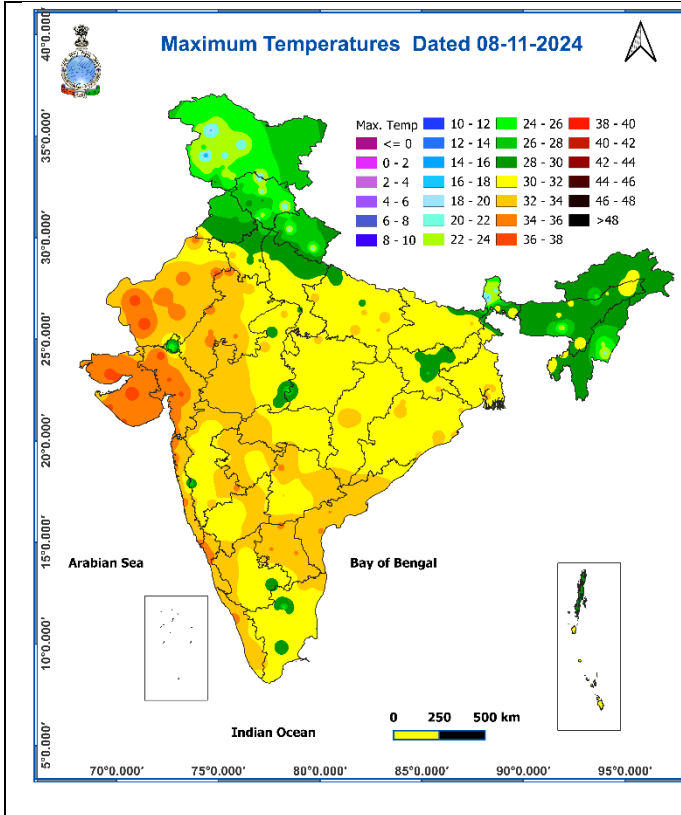 Maximum Temperatures Dated 08-11-2024
Max. Temp
<= 0
0 - 2
2 - 4
4 - 6
6 - 8
8 - 10
10 - 12
12 - 14
14 - 16
16 - 18
18 - 20
20 - 22
22 - 24
24 - 26
26 - 28
28 - 30
30 - 32
32 - 34
34 - 36
36 - 38
38 - 40
40 - 42
42 - 44
44 - 46
46 - 48
>48
40°0.000'
35°0.000'
30°0.000'
25°0.000'
20°0.000'
15°0.000'
10°0.000'
5°0.000'
Arabian Sea
Bay of Bengal
Indian Ocean
0 250 500 km
70°0.000' 75°0.000' 80°0.000' 85°0.000' 90°0.000' 95°0.000'